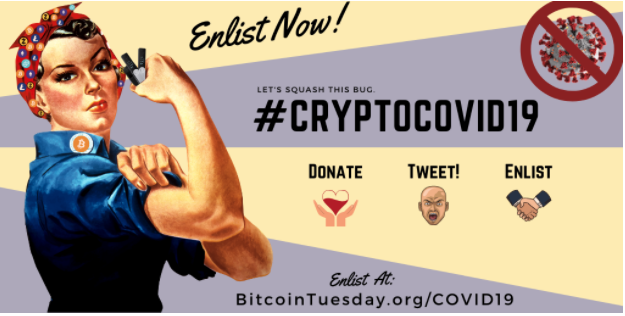 Enlist Now!
LET'S SQUASH THIS BUG.
#CRYPTOCOVID19
DONATE TWEET! ENLIST
Enlist At:
BitcoinTuesday.org/COVID19